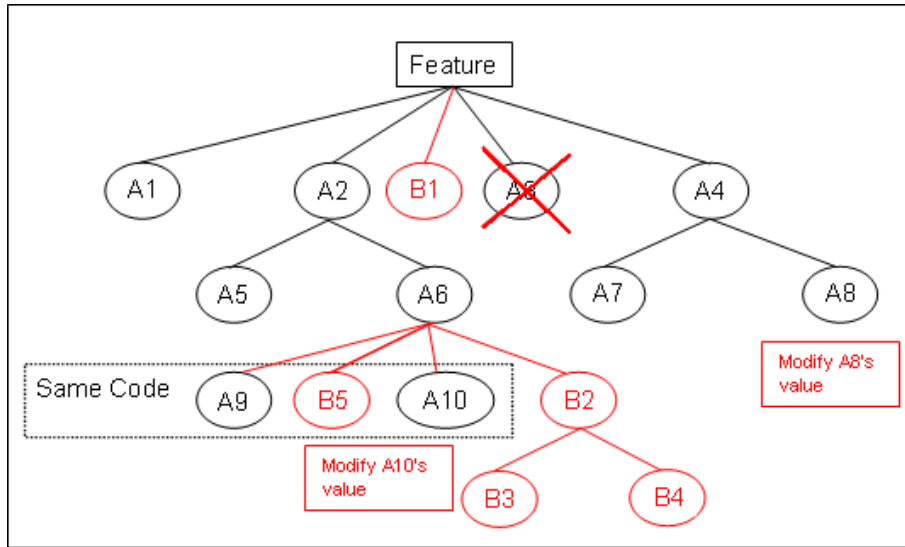 Feature
A1
A2
B1
A3
A4
A5
A6
A7
A8
Same Code
A9
B5
A10
B2
Modify A8's
value
Modify A10's
value
B3
B4